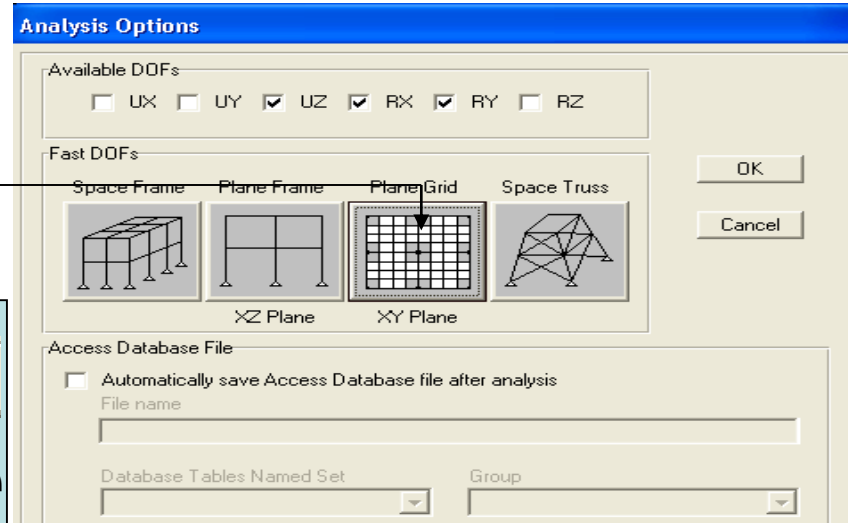 Analysis Options
Available DOFs
UX UY UZ RX RY RZ
Fast DOFs
Space Frame Plane Frame Plane Grid Space Truss
XZ Plane XY Plane
OK
Cancel
Access Database File
Automatically save Access Database file after analysis
File name
Database Tables Named Set Group